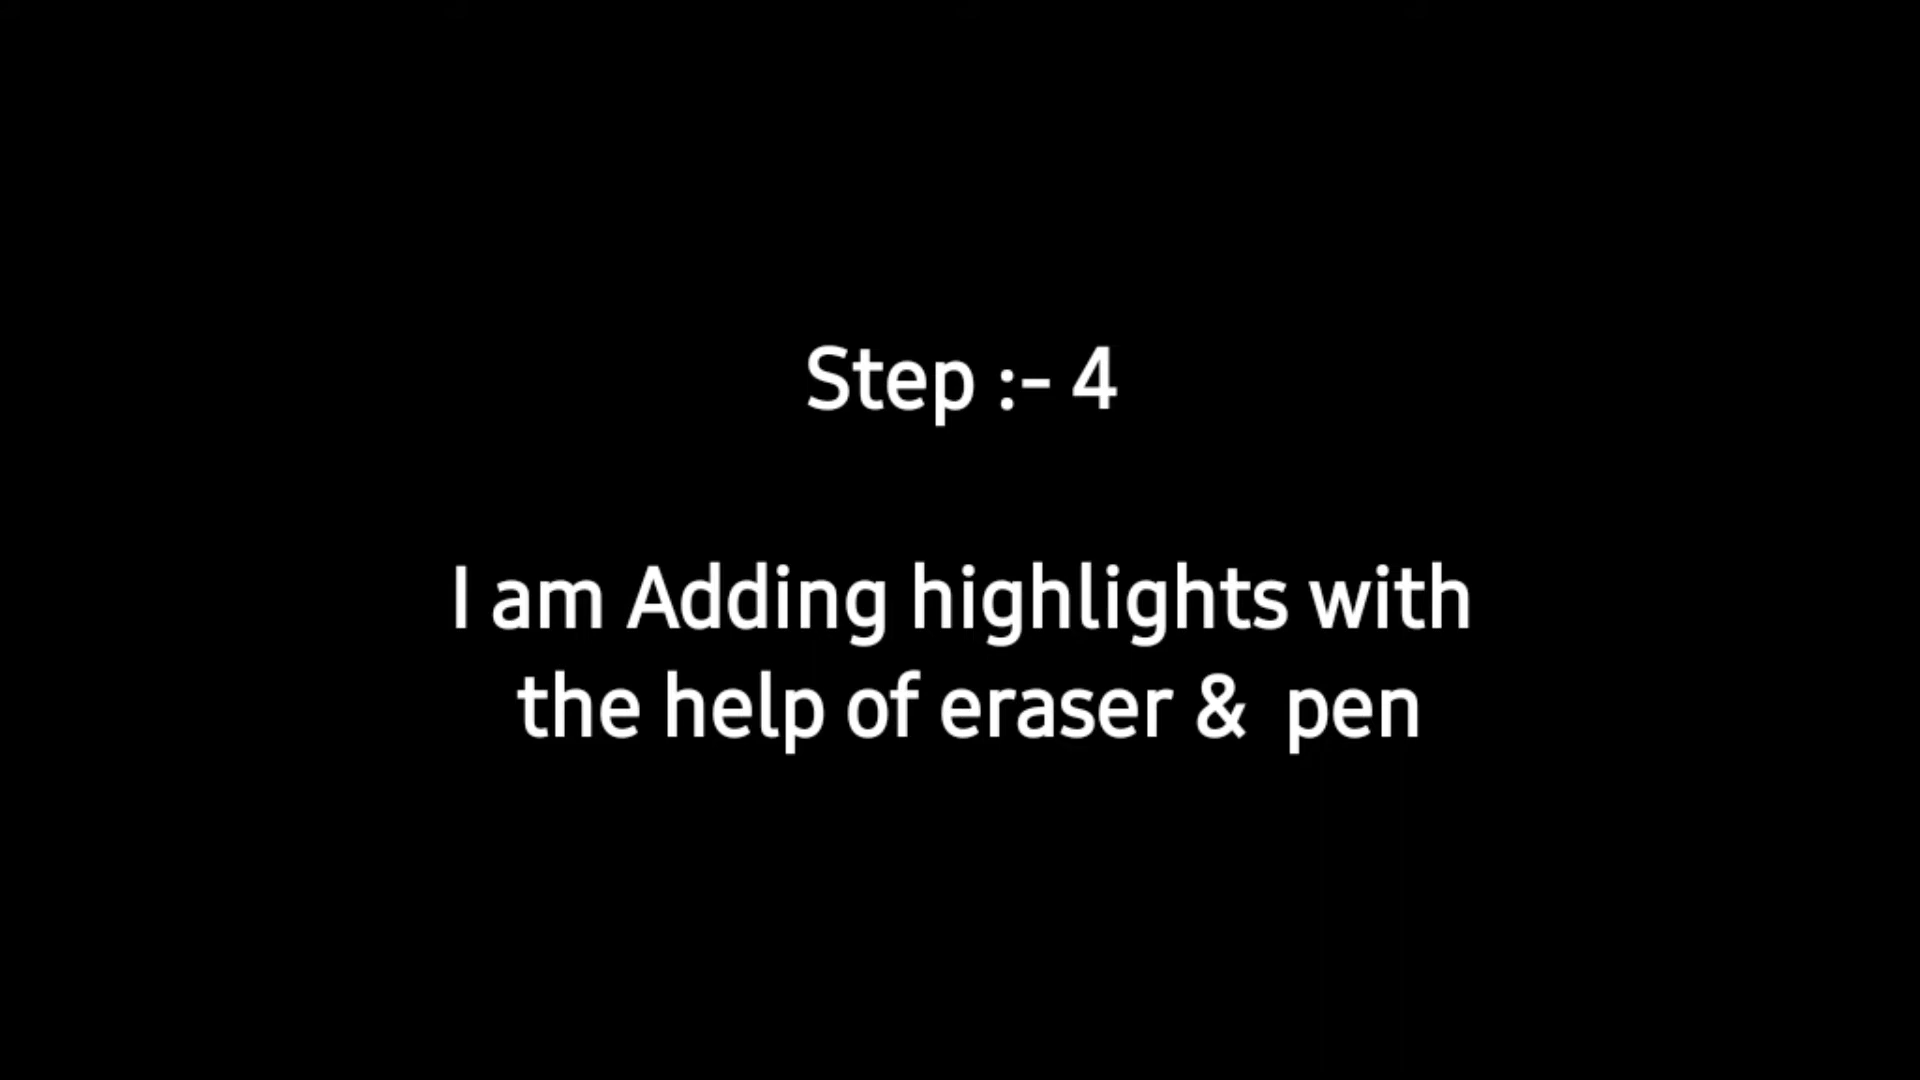 Step :- 4
I am Adding highlights with
the help of eraser &  pen